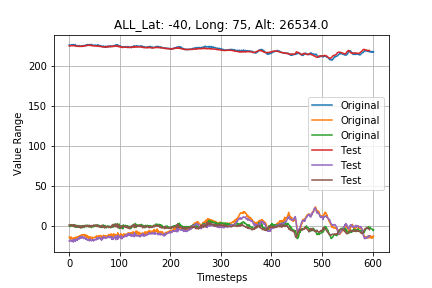 ALL_Lat: -40, Long: 75, Alt: 26534.0
200
150
100
50
0
Value Range
Original
Original
Original
Test
Test
Test
0 100 200 300 400 500 600
Timesteps